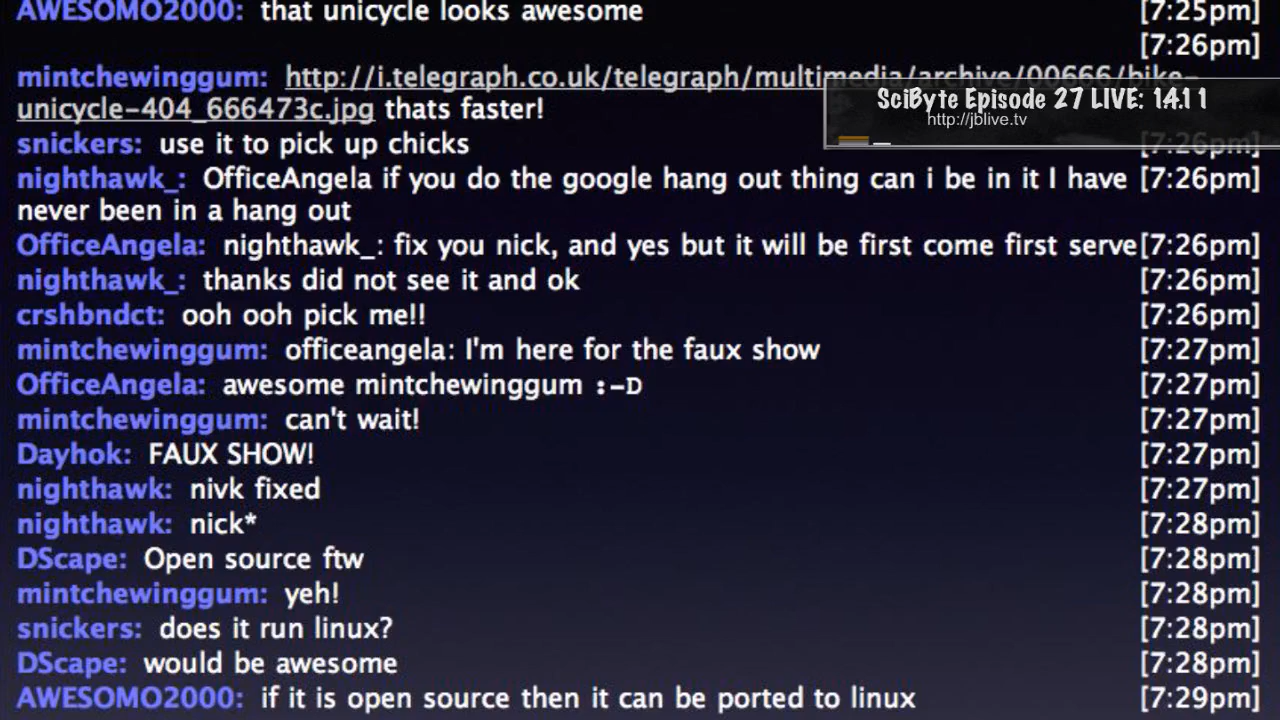 AWESOMO2000: that unicycle looks awesome [7:25pm]
[7:26pm]
mintchewinggum: http://i.telegraph.co.uk/telegraph/multimedia/archive/00666/bike-
unicycle-404_666473c.jpg thats faster!
SciByte Episode 27 LIVE: 14.11
http://jblive.tv
snickers: use it to pick up chicks [7:26pm]
nighthawk_: OfficeAngela if you do the google hang out thing can i be in it I have [7:26pm]
never been in a hang out
OfficeAngela: nighthawk_: fix you nick, and yes but it will be first come first serve [7:26pm]
nighthawk_: thanks did not see it and ok [7:26pm]
crshbndct: ooh ooh pick me!! [7:26pm]
mintchewinggum: officeangela: I'm here for the faux show [7:27pm]
OfficeAngela: awesome mintchewinggum :-D [7:27pm]
mintchewinggum: can't wait! [7:27pm]
Dayhok: FAUX SHOW! [7:27pm]
nighthawk: nivk fixed [7:27pm]
nighthawk: nick* [7:28pm]
DScape: Open source ftw [7:28pm]
mintchewinggum: yeh! [7:28pm]
snickers: does it run linux? [7:28pm]
DScape: would be awesome [7:28pm]
AWESOMO2000: if it is open source then it can be ported to linux [7:29pm]